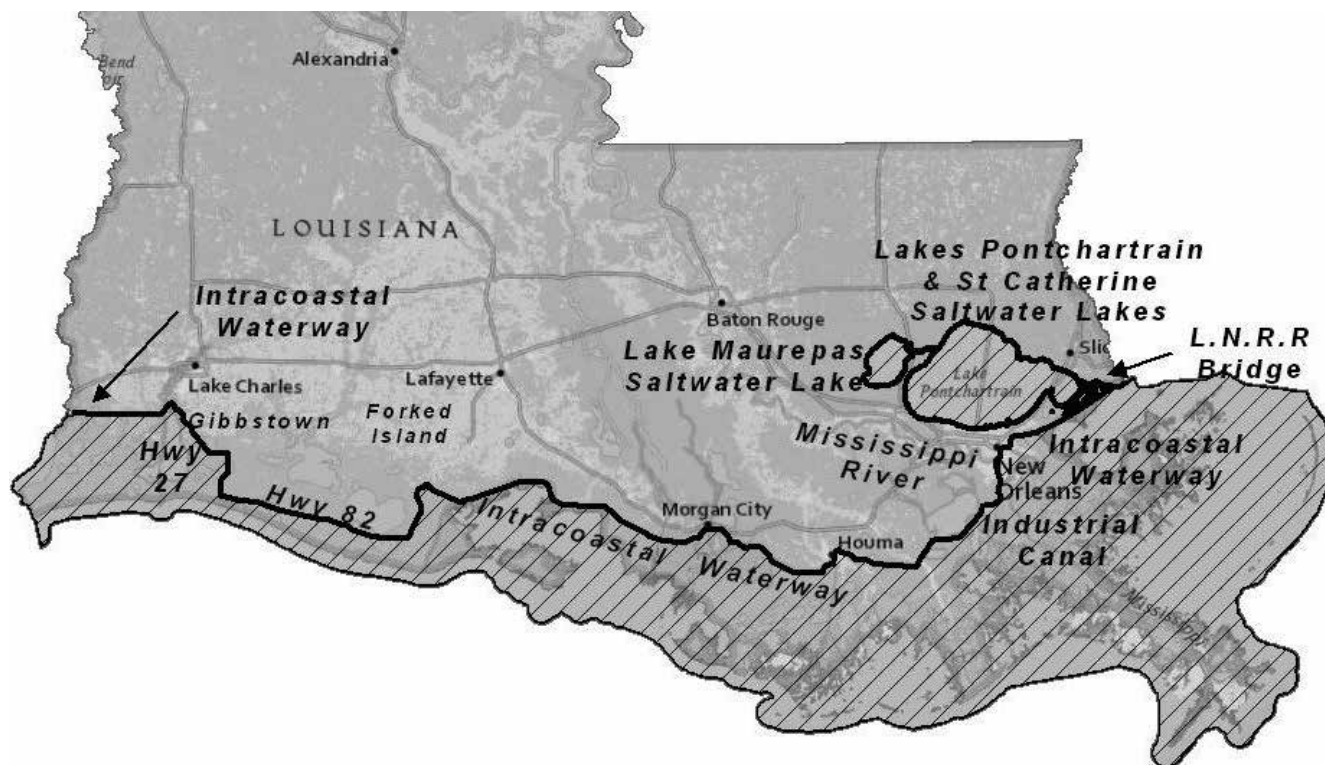 Bend
Alexandria
LOUISIANA
Lakes Pontchartrain
& St Catherine
Saltwater Lakes
Intracoastal
Waterway
Baton Rouge
Slid
L.N.R.R
Bridge
Lake Maurepas
Saltwater Lake
Lake Charles
Lafayette
Lake
Pontchartrain
Gibbstown
Forked
Island
Mississippi
River
Intracoastal
Waterway
Hwy
27
New
Orleans
Hwy 82
Intracoastal Waterway
Morgan City
Houma
Industrial
Canal
Mississippi